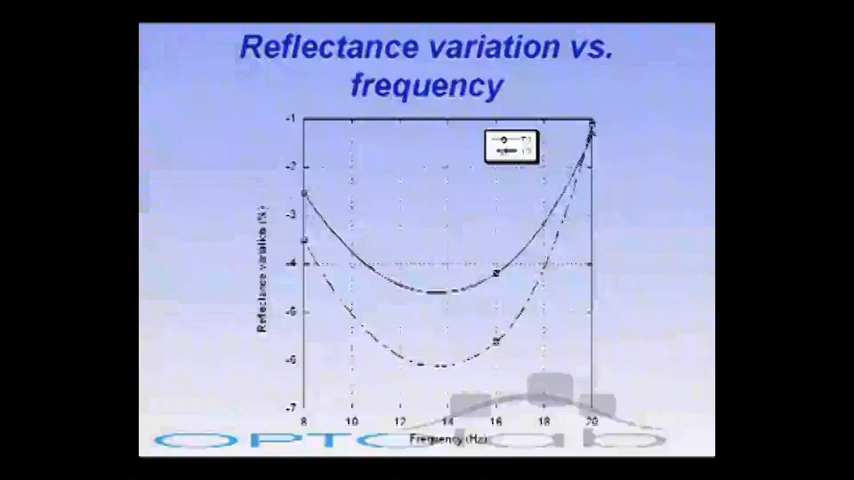 Reflectance variation vs.
frequency
-1
-2
-3
-4
-5
-6
-7
Reflectance variation (%)
8 10 12 14 16 18 20
Frequency (Hz)
OPTOlab